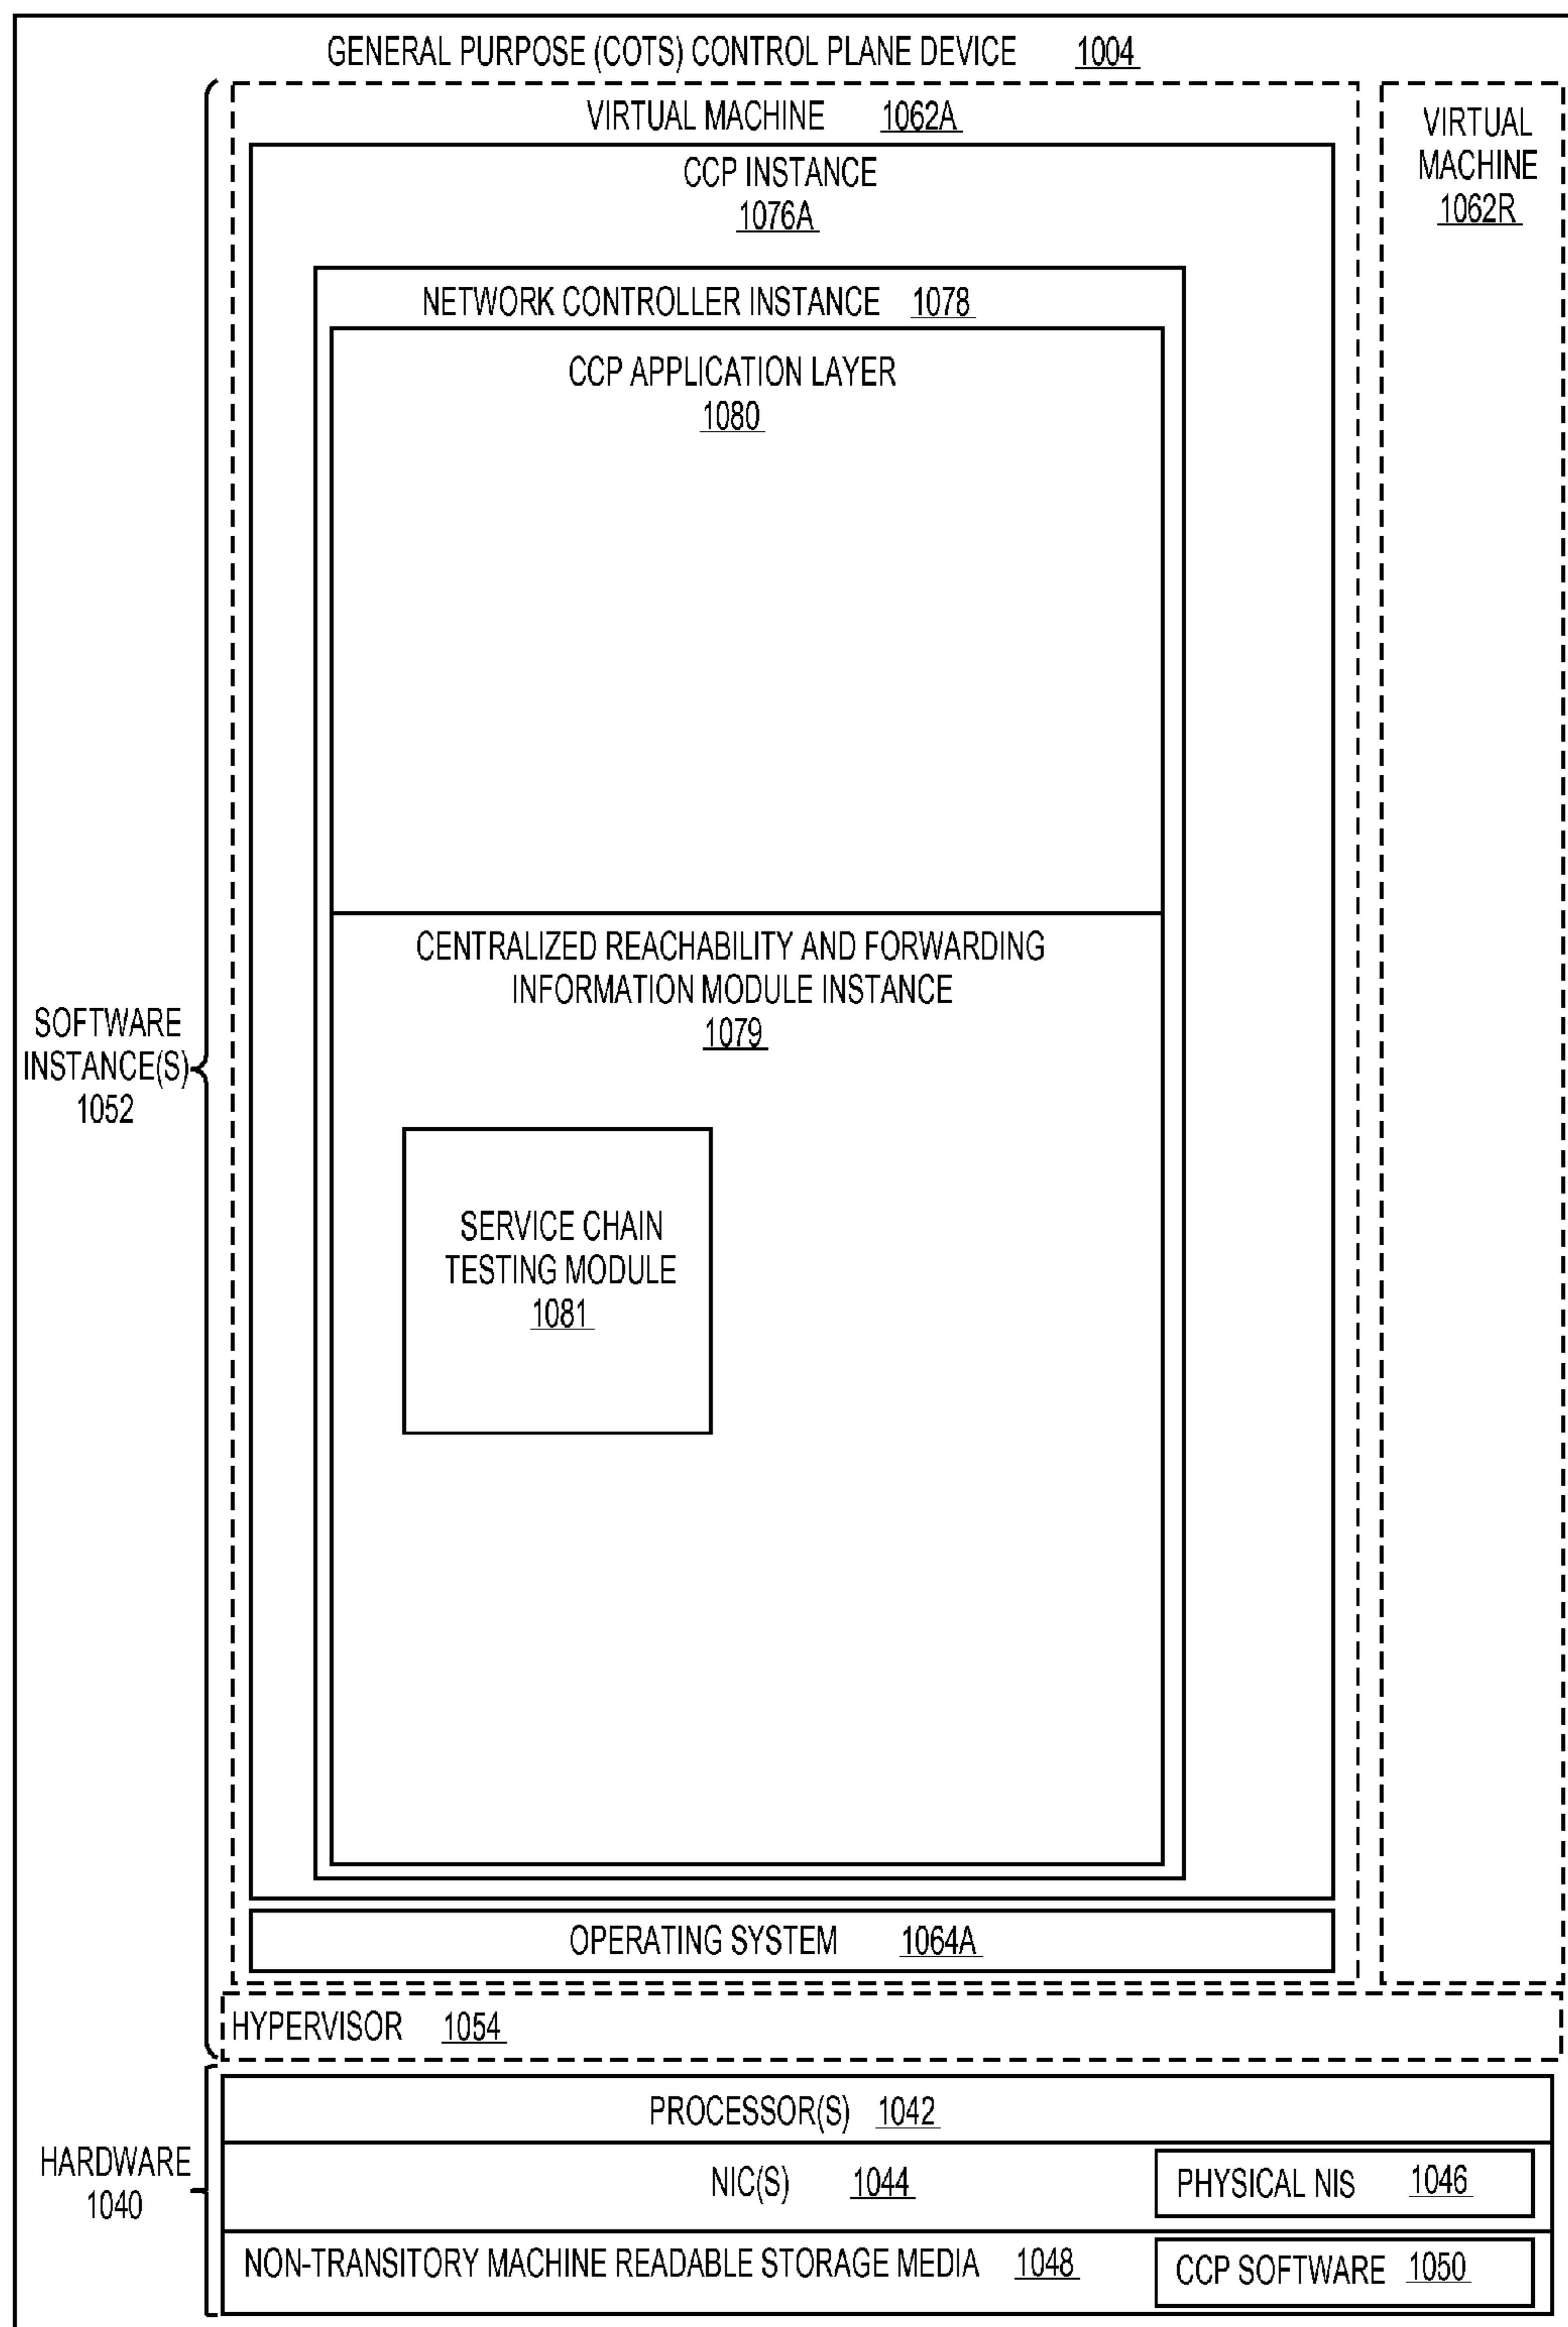 GENERAL PURPOSE (COTS) CONTROL PLANE DEVICE 1004
VIRTUAL MACHINE 1062A
VIRTUAL
MACHINE
1062R
CCP INSTANCE
1076A
NETWORK CONTROLLER INSTANCE 1078
CCP APPLICATION LAYER
1080
CENTRALIZED REACHABILITY AND FORWARDING
INFORMATION MODULE INSTANCE
1079
SOFTWARE
INSTANCE(S)
1052
SERVICE CHAIN
TESTING MODULE
1081
OPERATING SYSTEM 1064A
HYPERVISOR 1054
PROCESSOR(S) 1042
HARDWARE
1040
NIC(S) 1044
PHYSICAL NIS 1046
NON-TRANSITORY MACHINE READABLE STORAGE MEDIA 1048
CCP SOFTWARE 1050